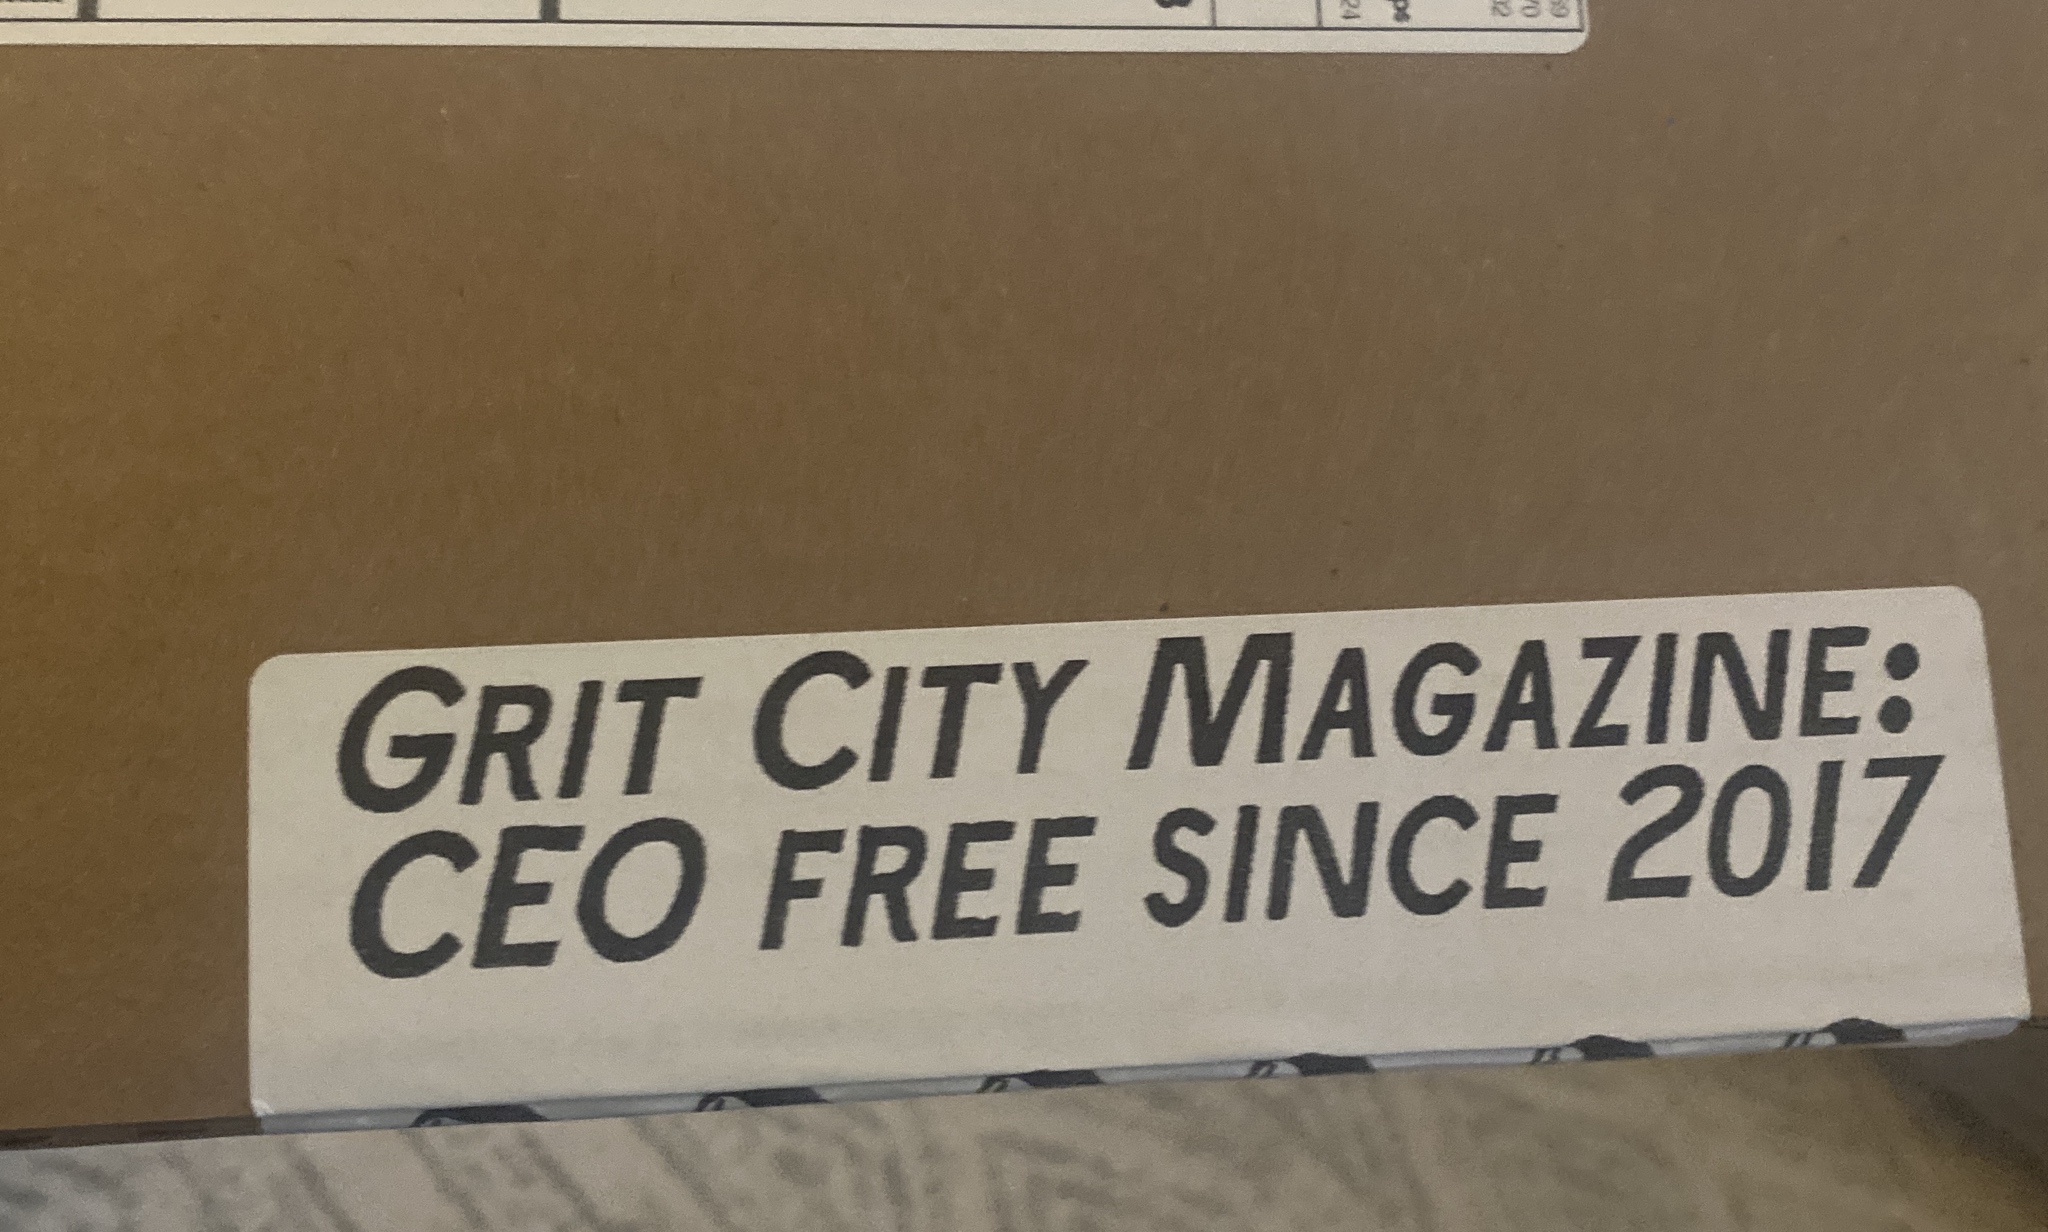 GRIT CITY MAGAZINE:
CEO FREE SINCE 2017